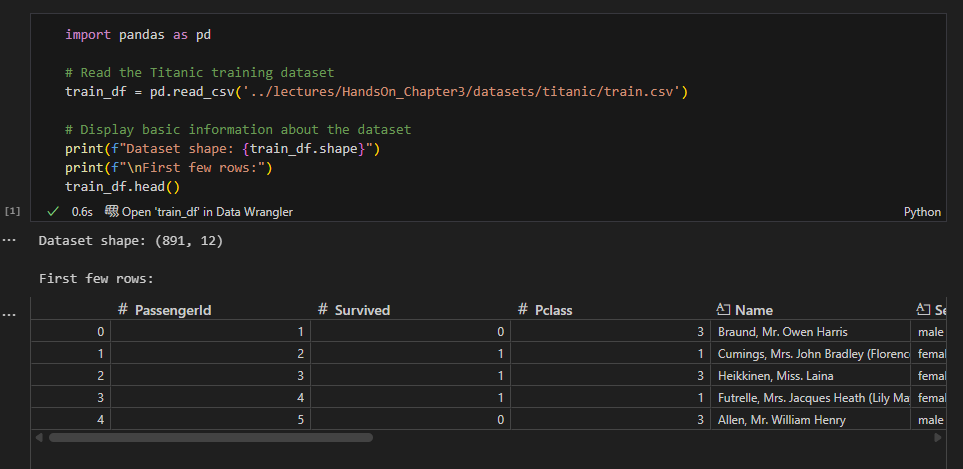 import pandas as pd
# Read the Titanic training dataset
train_df = pd.read_csv('../lectures/HandsOn_Chapter3/datasets/titanic/train.csv')
# Display basic information about the dataset
print(f"Dataset shape: {train_df.shape}")
print(f"\nFirst few rows:")
train_df.head()
[1] 0.6s Open 'train_df' in Data Wrangler Python
... Dataset shape: (891, 12)
First few rows:
... # PassengerId # Survived # Pclass Name Se
0 1 0 3 Braund, Mr. Owen Harris male
1 2 1 1 Cumings, Mrs. John Bradley (Florenc femal
2 3 1 3 Heikkinen, Miss. Laina femal
3 4 1 1 Futrelle, Mrs. Jacques Heath (Lily Ma femal
4 5 0 3 Allen, Mr. William Henry male